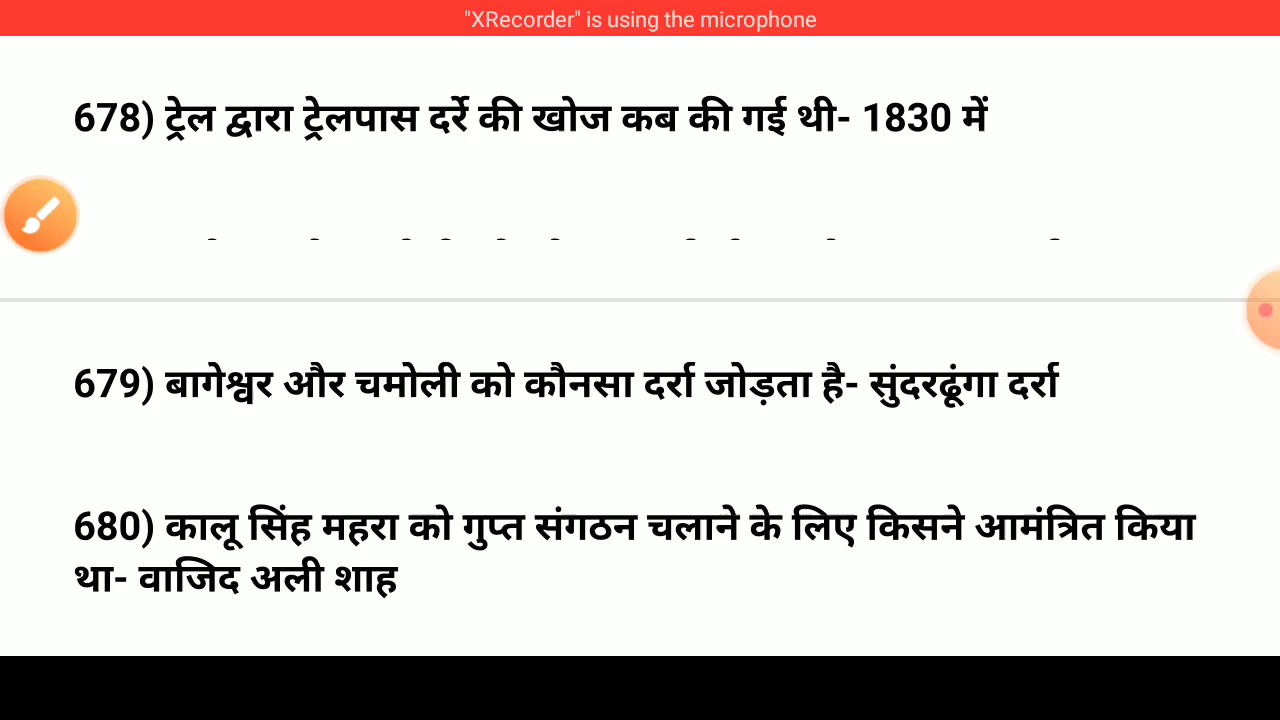 "XRecorder" is using the microphone
678) ट्रेल द्वारा ट्रेलपास दर्रे की खोज कब की गई थी- 1830 में
679) बागेश्वर और चमोली को कौनसा दर्रा जोड़ता है- सुंदरढूंगा दर्रा
680) कालू सिंह महरा को गुप्त संगठन चलाने के लिए किसने आमंत्रित किया
था- वाजिद अली शाह